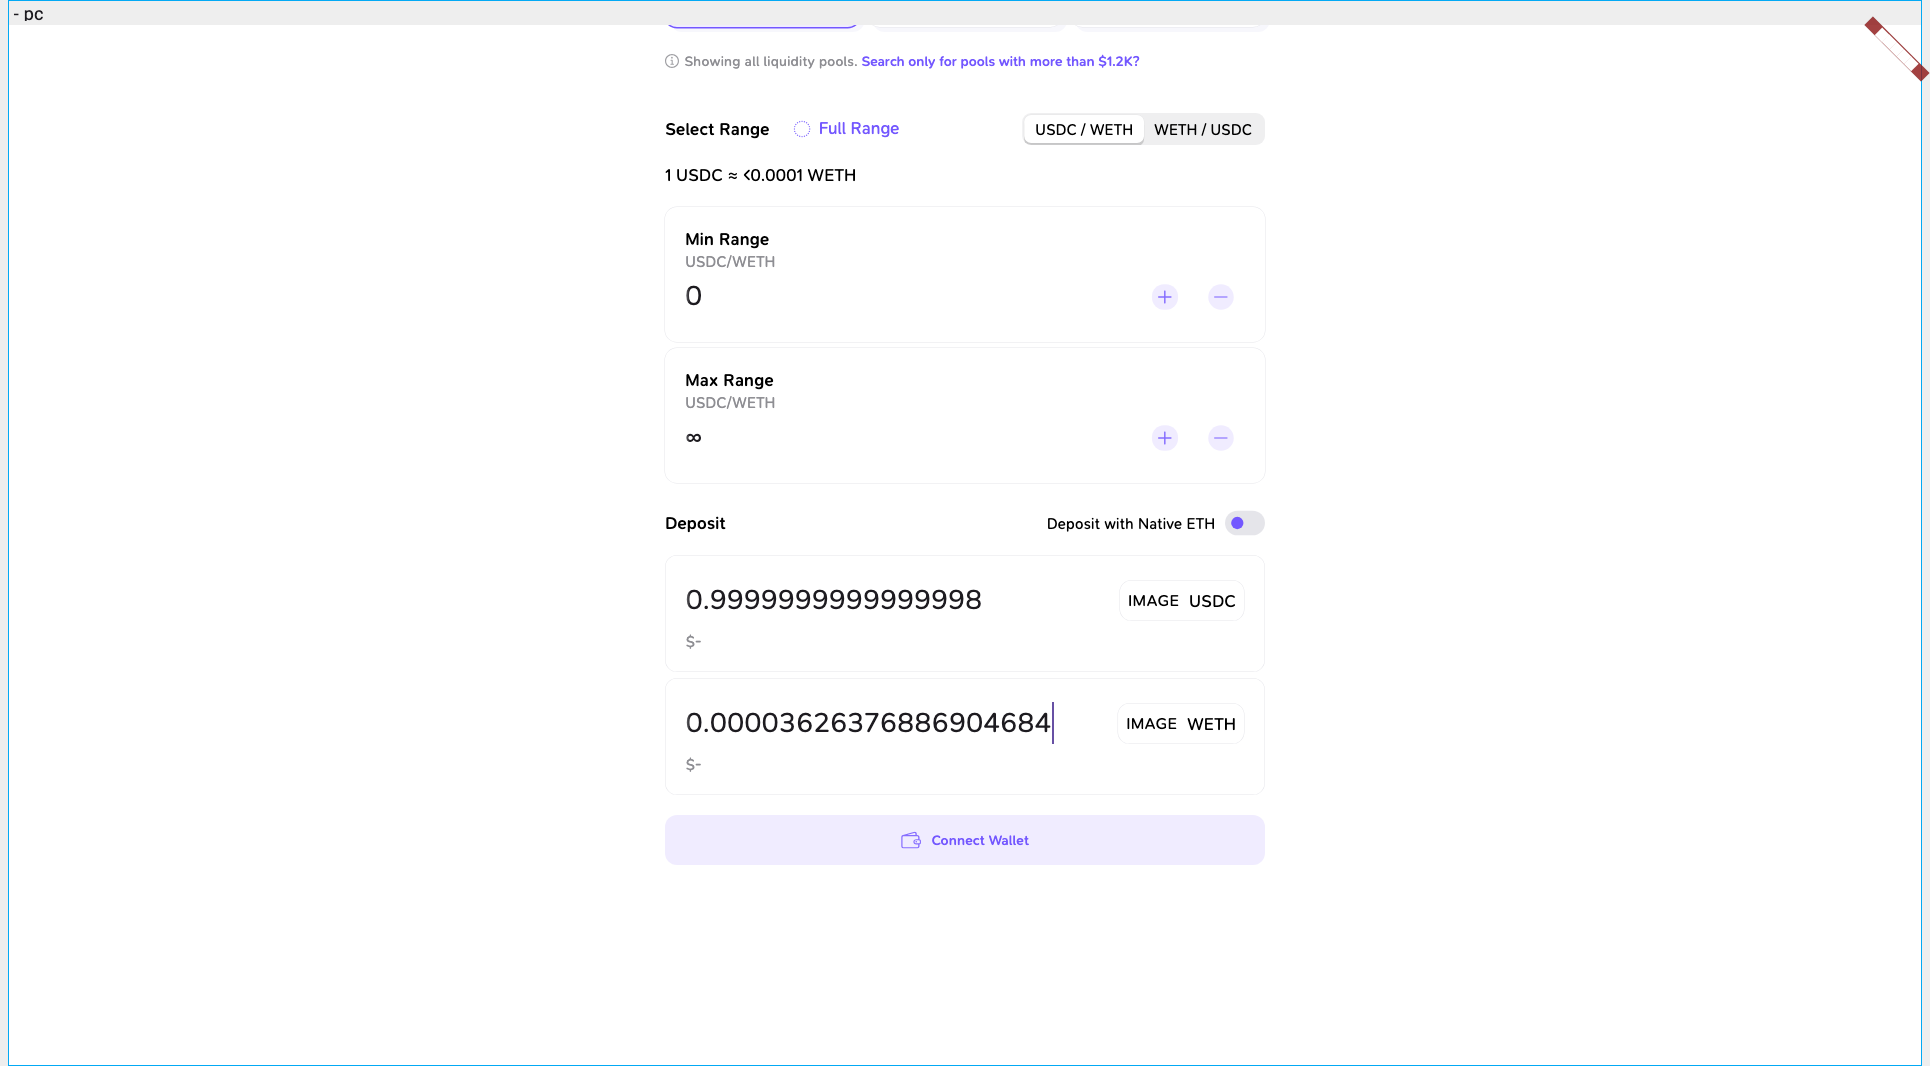 - pc
Showing all liquidity pools. Search only for pools with more than $1.2K?
Select Range Full Range USDC / WETH WETH / USDC
1 USDC ≈ <0.0001 WETH
Min Range
USDC/WETH
0
Max Range
USDC/WETH
∞
Deposit Deposit with Native ETH
0.9999999999999998 IMAGE USDC
$-
0.00003626376886904684 IMAGE WETH
$-
Connect Wallet